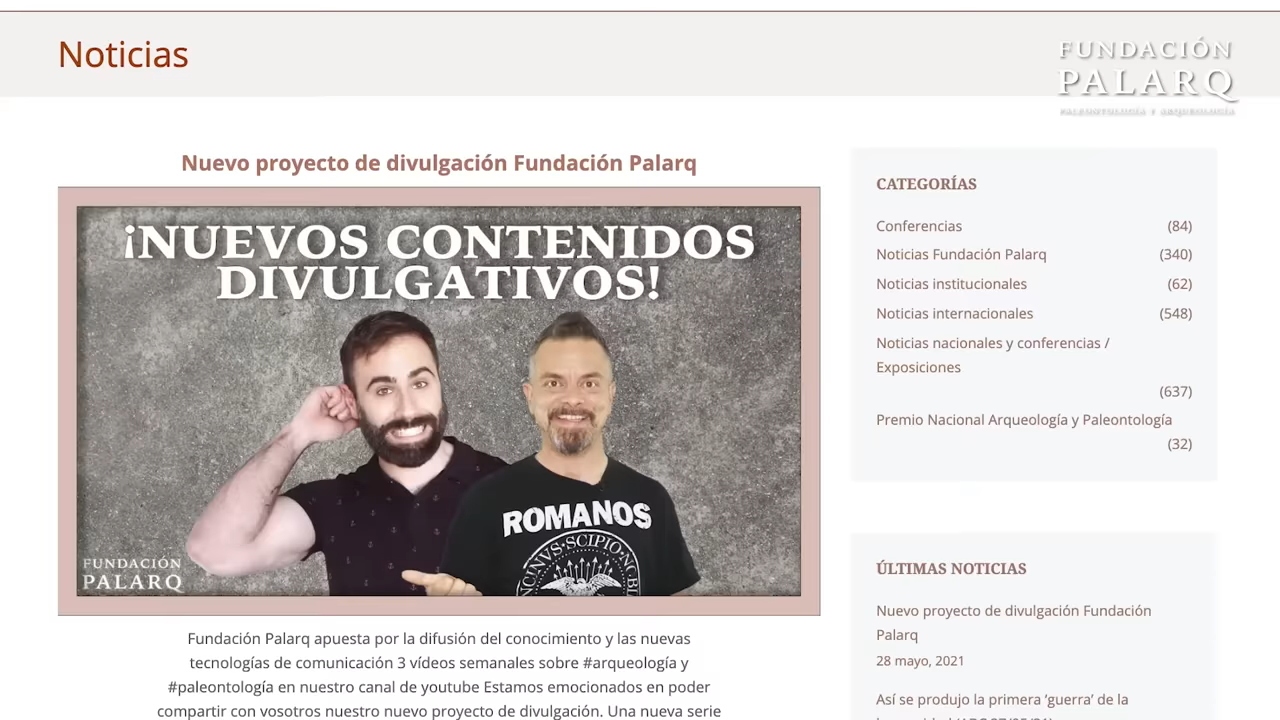 Noticias
FUNDACIÓN
PALARQ
PALEONTOLOGÍA Y ARQUEOLOGÍA
Nuevo proyecto de divulgación Fundación Palarq
¡NUEVOS CONTENIDOS
DIVULGATIVOS!
ROMANOS
SCIPIO
FUNDACIÓN
PALARQ
Fundación Palarq apuesta por la difusión del conocimiento y las nuevas
tecnologías de comunicación 3 vídeos semanales sobre #arqueología y
#paleontología en nuestro canal de youtube Estamos emocionados en poder
compartir con vosotros nuestro nuevo proyecto de divulgación. Una nueva serie
CATEGORÍAS
Conferencias (84)
Noticias Fundación Palarq (340)
Noticias institucionales (62)
Noticias internacionales (548)
Noticias nacionales y conferencias /
Exposiciones
(637)
Premio Nacional Arqueología y Paleontología
(32)
ÚLTIMAS NOTICIAS
Nuevo proyecto de divulgación Fundación
Palarq
28 mayo, 2021
Así se produjo la primera ‘guerra’ de la